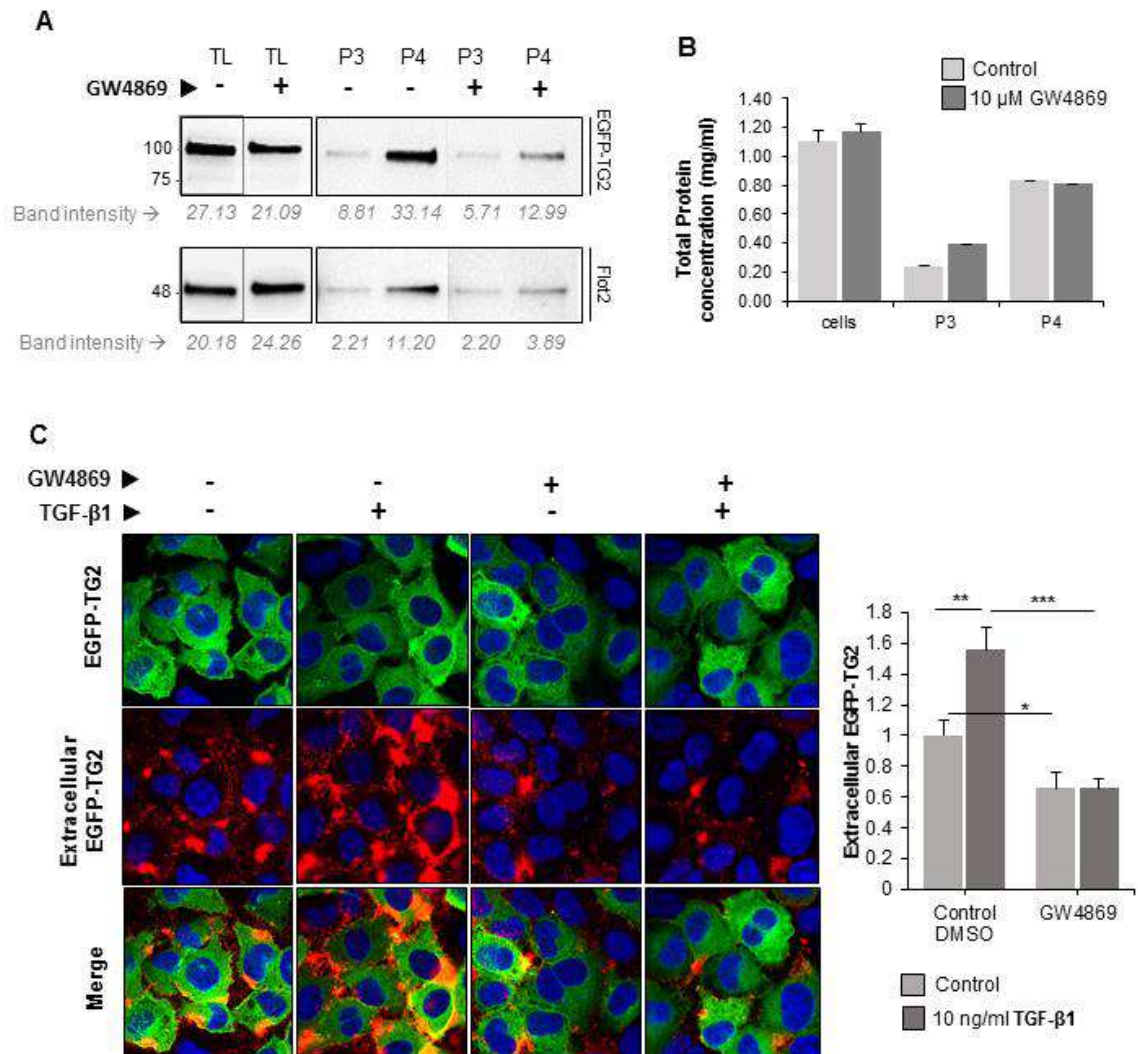 A
TL TL P3 P4 P3 P4
GW4869 ► - + - - + +
100
75
EGFP-TG2
Band intensity → 27.13 21.09 8.81 33.14 5.71 12.99
48
Flot2
Band intensity → 20.18 24.26 2.21 11.20 2.20 3.89
B
Control
10 µM GW4869
Total Protein
concentration (mg/ml)
1.40
1.20
1.00
0.80
0.60
0.40
0.20
0.00
cells P3 P4
C
GW4869 ► - - + +
TGF-β1 ► - + - +
EGFP-TG2
Extracellular
EGFP-TG2
Merge
Extracellular EGFP-TG2
1.8
1.6
1.4
1.2
1
0.8
0.6
0.4
0.2
0
** ***
*
Control GW4869
DMSO
Control
10 ng/ml TGF-β1